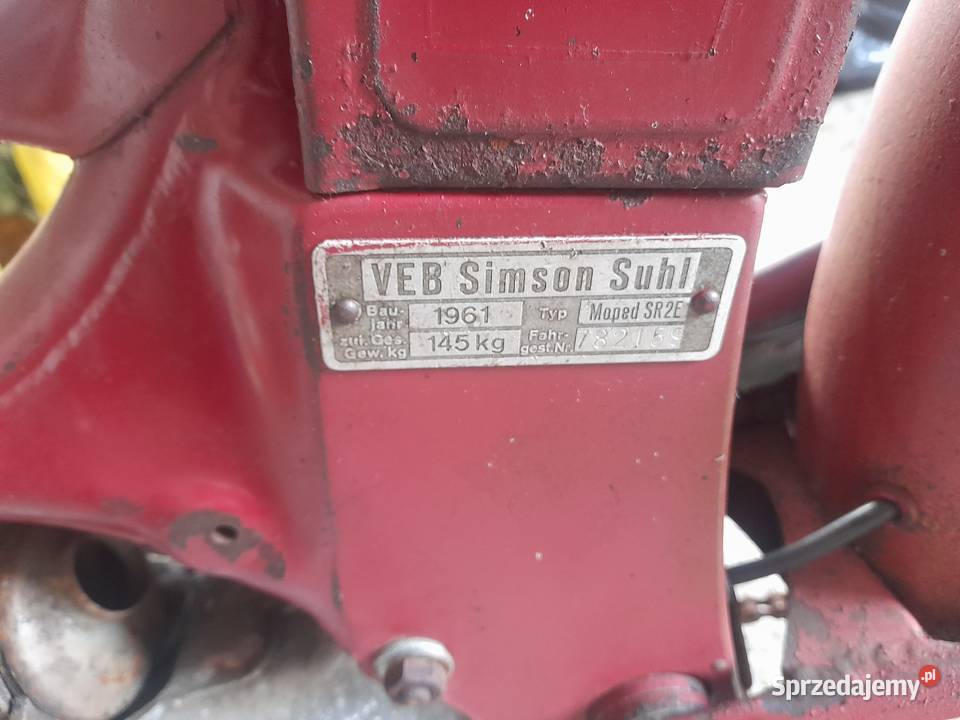 VEB Simson Suhl
Bau-
jahr 1961 Typ Moped SR2E
zul. Ges.
Gew. kg 145 kg Fahr-
gest.Nr. 782159
Sprzedajemy.pl